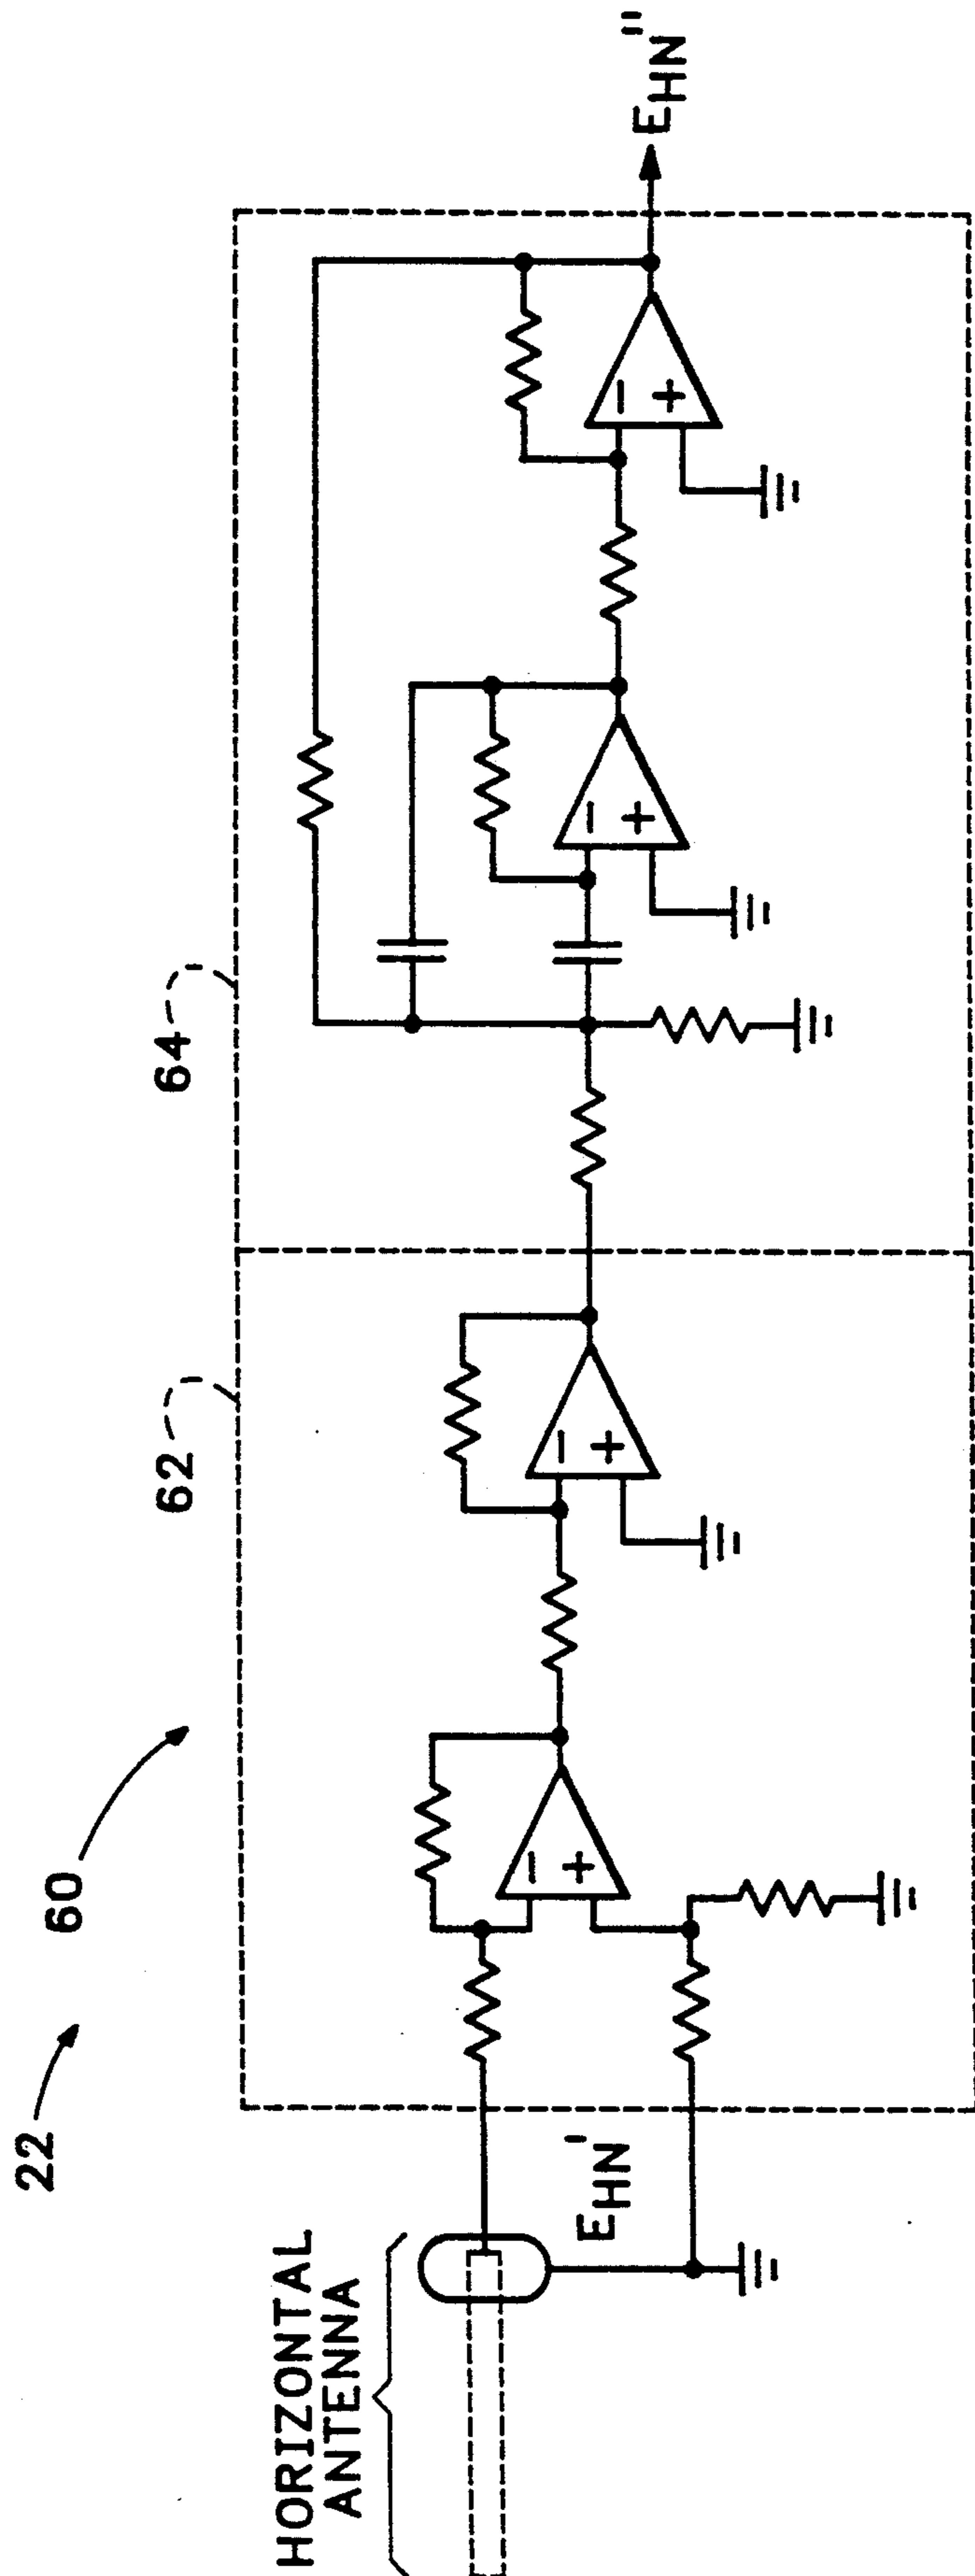 22
60
62
64
HORIZONTAL
ANTENNA
E_HN'
− +
− +
− +
− +
E_HN"